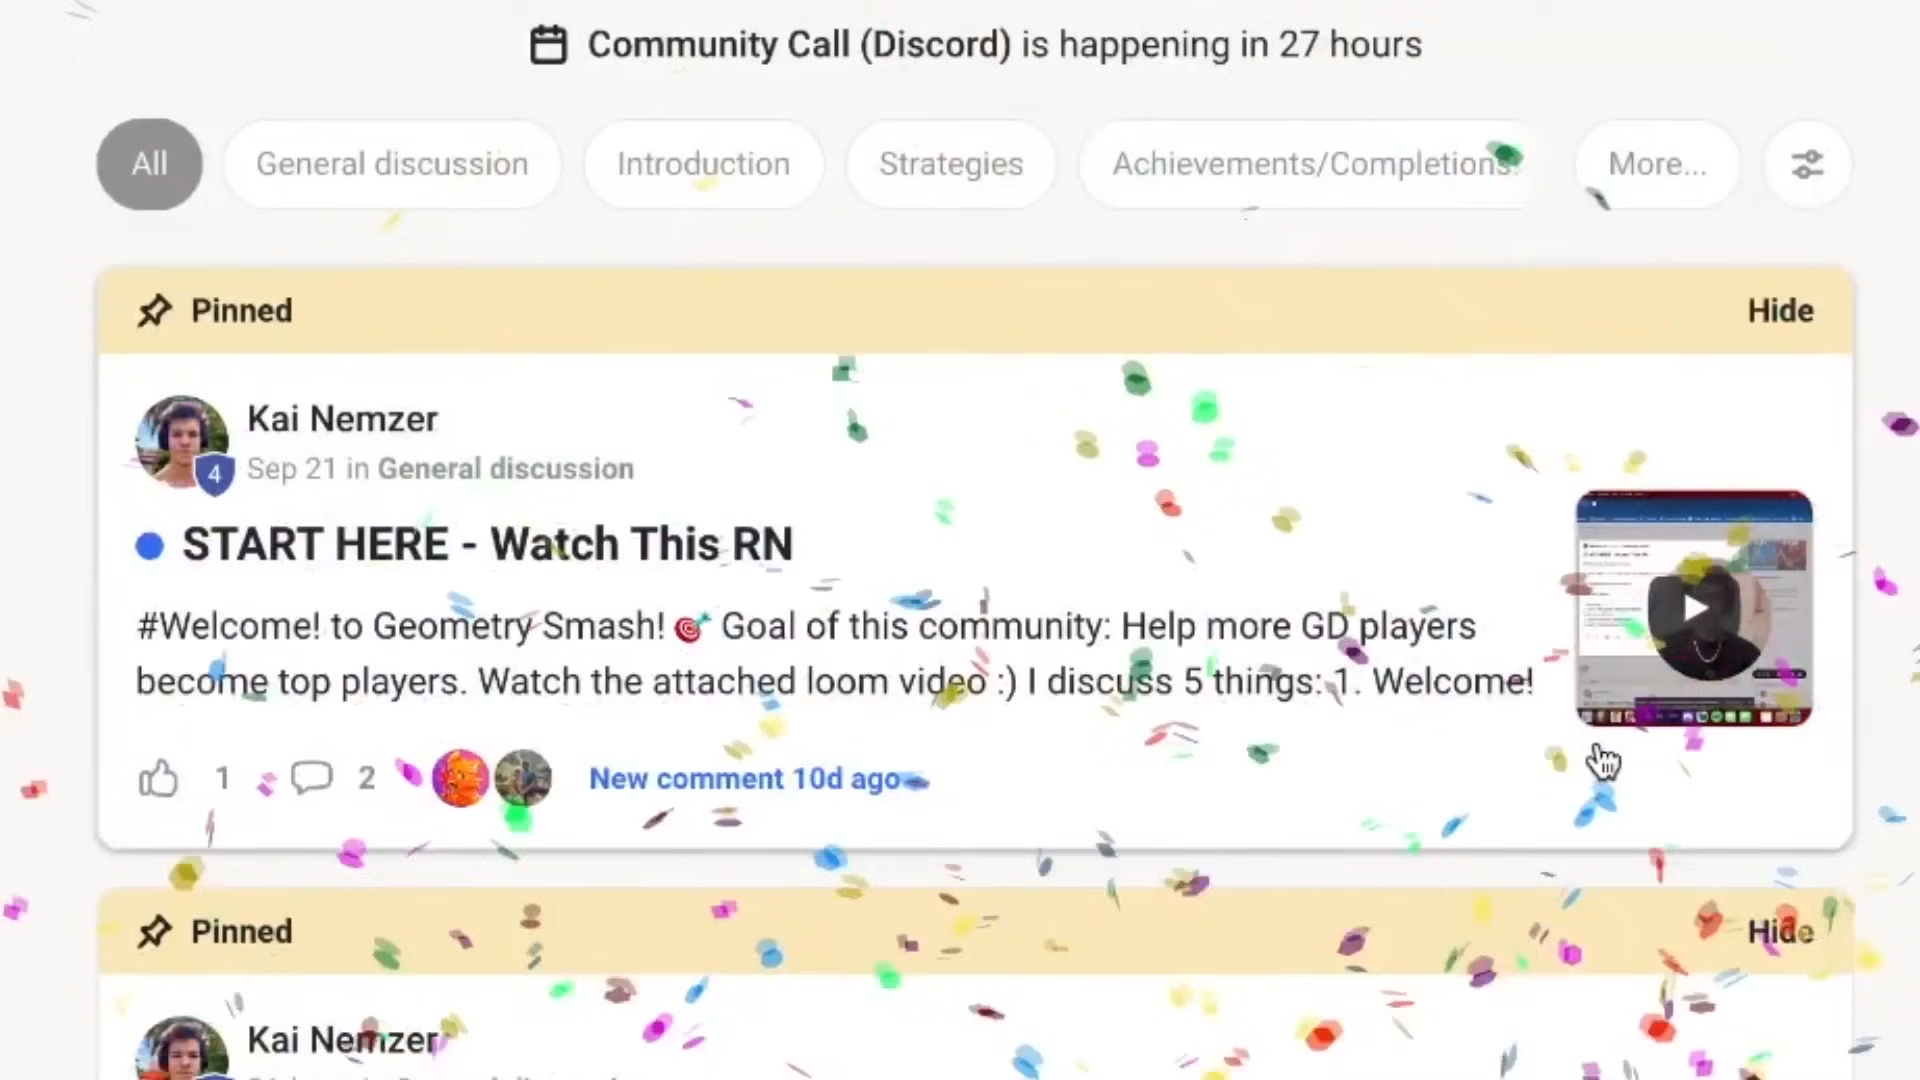 Community Call (Discord) is happening in 27 hours
All
General discussion
Introduction
Strategies
Achievements/Completions!
More...
Pinned
Hide
Kai Nemzer
4
Sep 21 in General discussion
START HERE - Watch This RN
#Welcome! to Geometry Smash! 🎯 Goal of this community: Help more GD players
become top players. Watch the attached loom video :) I discuss 5 things: 1. Welcome!
1
2
New comment 10d ago
Pinned
Hide
Kai Nemzer